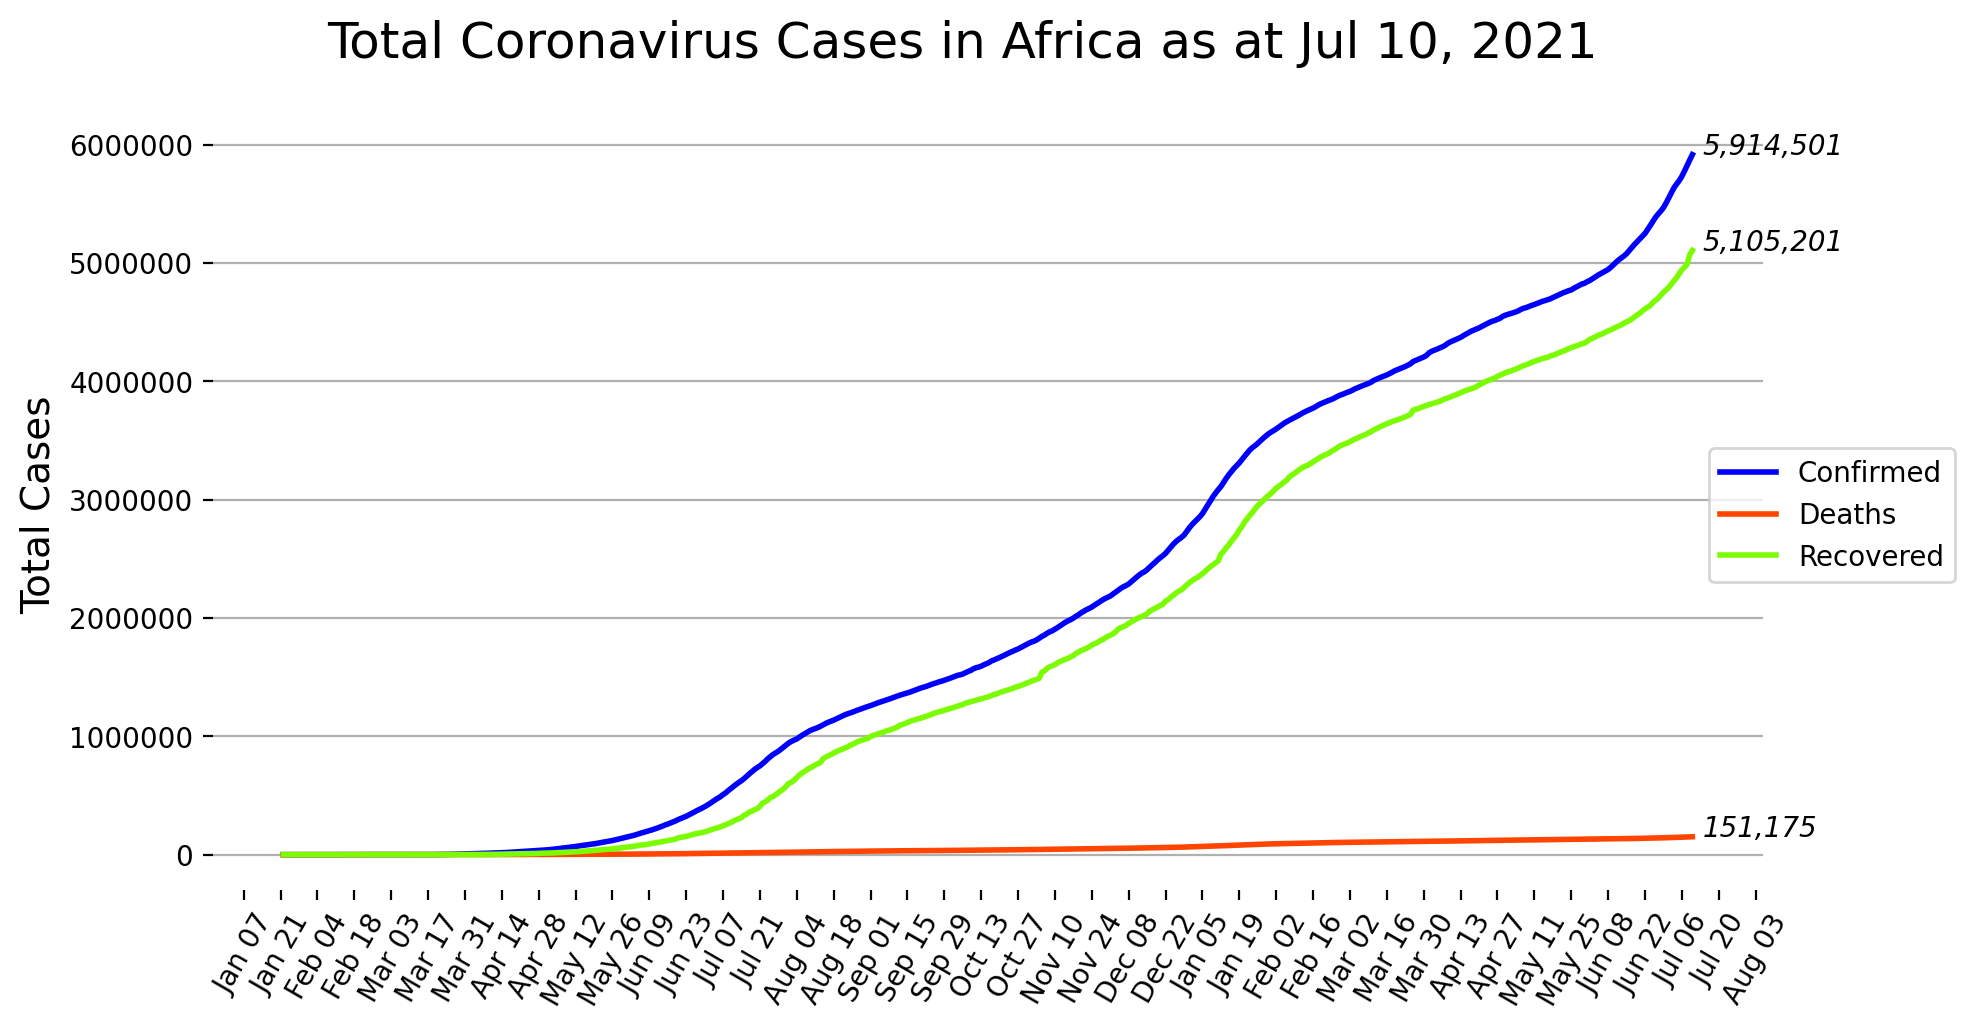 Total Coronavirus Cases in Africa as at Jul 10, 2021
Total Cases
6000000
5000000
4000000
3000000
2000000
1000000
0
5,914,501
5,105,201
151,175
Confirmed
Deaths
Recovered
Jan 07
Jan 21
Feb 04
Feb 18
Mar 03
Mar 17
Mar 31
Apr 14
Apr 28
May 12
May 26
Jun 09
Jun 23
Jul 07
Jul 21
Aug 04
Aug 18
Sep 01
Sep 15
Sep 29
Oct 13
Oct 27
Nov 10
Nov 24
Dec 08
Dec 22
Jan 05
Jan 19
Feb 02
Feb 16
Mar 02
Mar 16
Mar 30
Apr 13
Apr 27
May 11
May 25
Jun 08
Jun 22
Jul 06
Jul 20
Aug 03